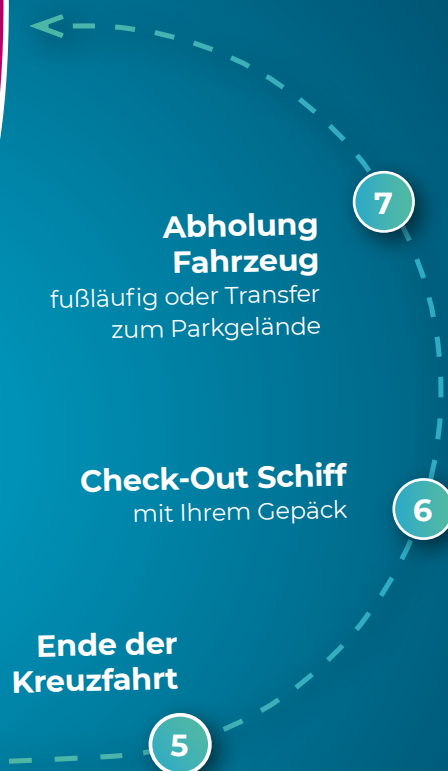 7
Abholung
Fahrzeug
fußläufig oder Transfer
zum Parkgelände
Check-Out Schiff
mit Ihrem Gepäck
6
Ende der
Kreuzfahrt
5